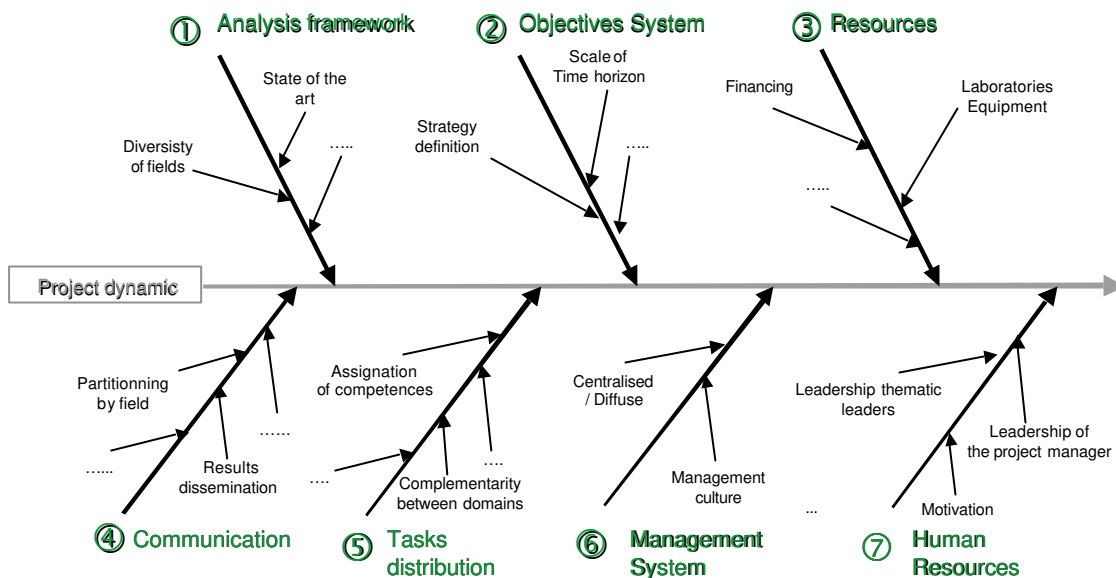 ① Analysis framework
② Objectives System
③ Resources
State of the
art
Diversisty
of fields
…..
Scale of
Time horizon
Strategy
definition
…..
Financing
Laboratories
Equipment
…..
Project dynamic
Partitionning
by field
…...
Results
dissemination
……
Assignation
of competences
….
Complementarity
between domains
….
Centralised
/ Diffuse
Management
culture
Leadership thematic
leaders
Leadership of
the project manager
Motivation
...
④ Communication
⑤ Tasks
distribution
⑥ Management
System
⑦ Human
Resources